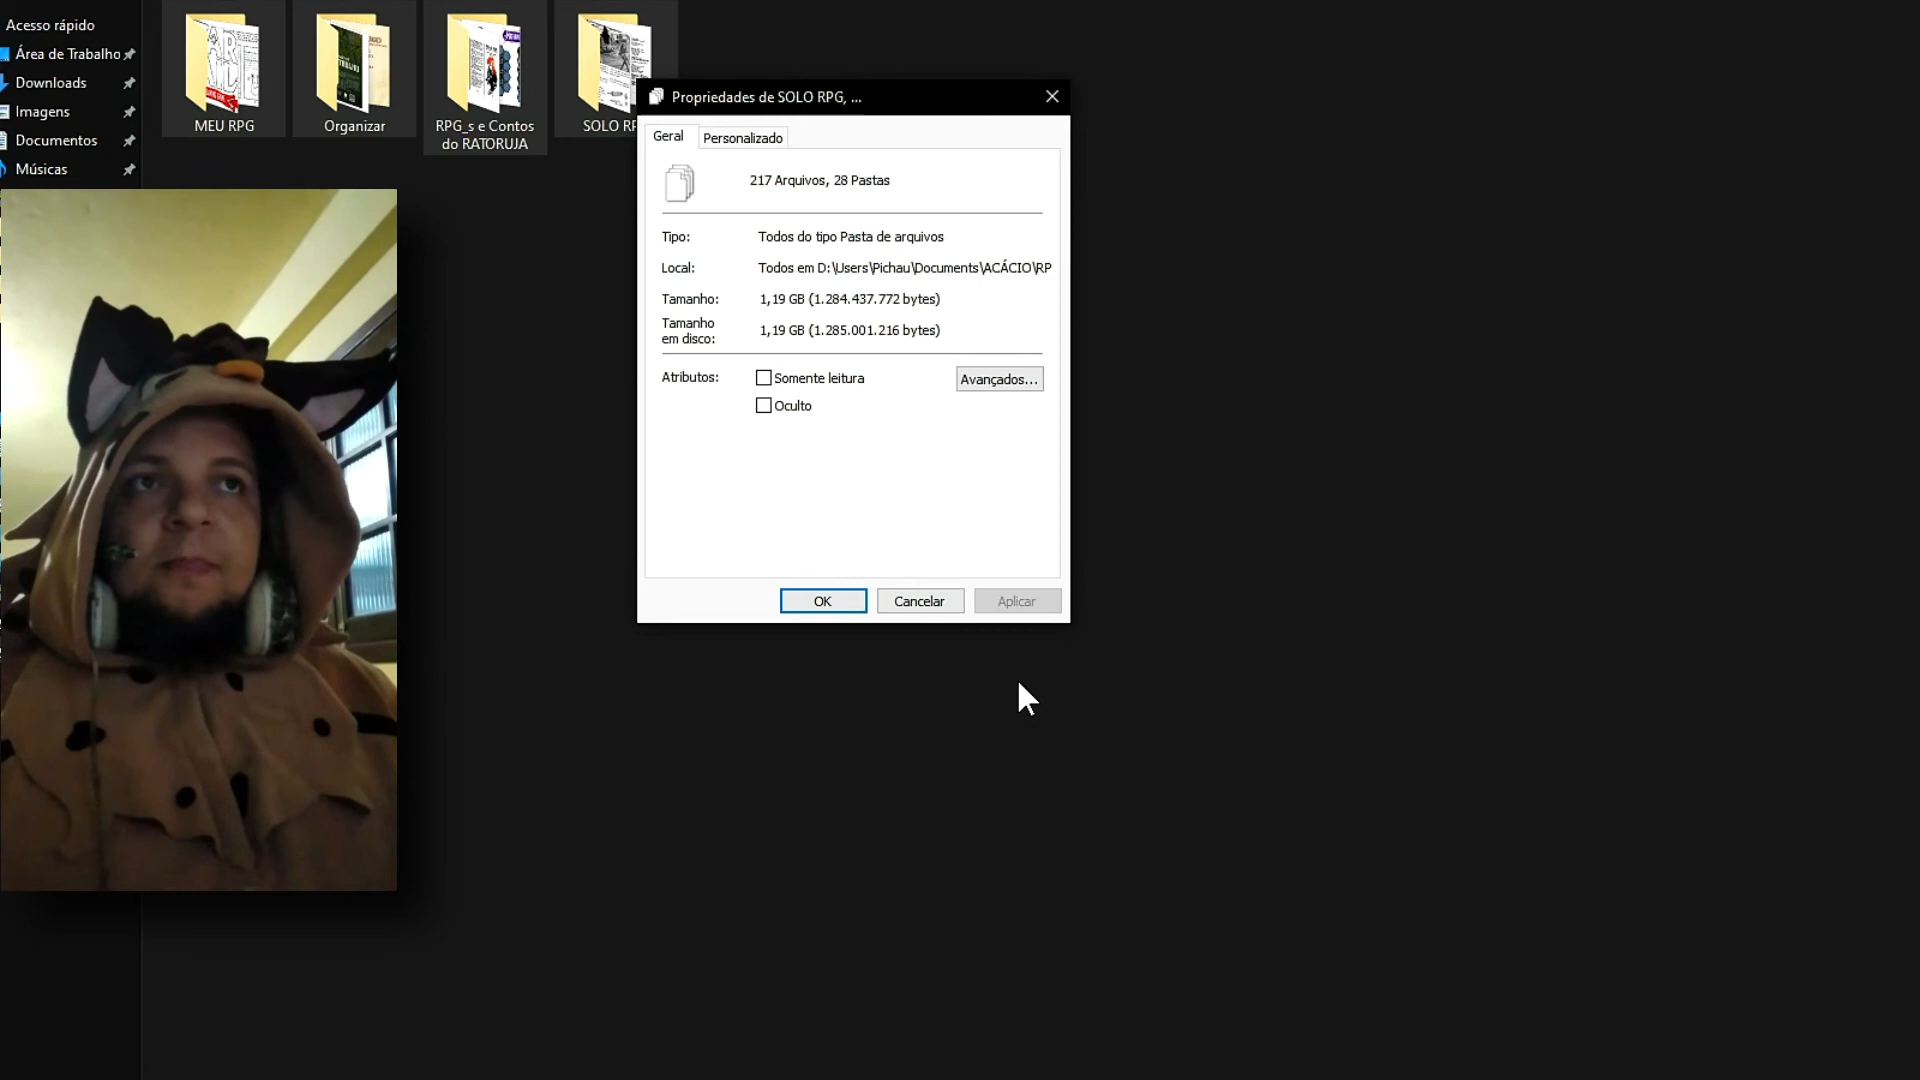 Acesso rápido
Área de Trabalho
Downloads
Imagens
Documentos
Músicas
MEU RPG
Organizar
RPG_s e Contos
do RATORUJA
SOLO RP
Propriedades de SOLO RPG, ...
Geral
Personalizado
217 Arquivos, 28 Pastas
Tipo:
Todos do tipo Pasta de arquivos
Local:
Todos em D:\Users\Pichau\Documents\ACÁCIO\RP
Tamanho:
1,19 GB (1.284.437.772 bytes)
Tamanho
em disco:
1,19 GB (1.285.001.216 bytes)
Atributos:
Somente leitura
Avançados...
Oculto
OK
Cancelar
Aplicar